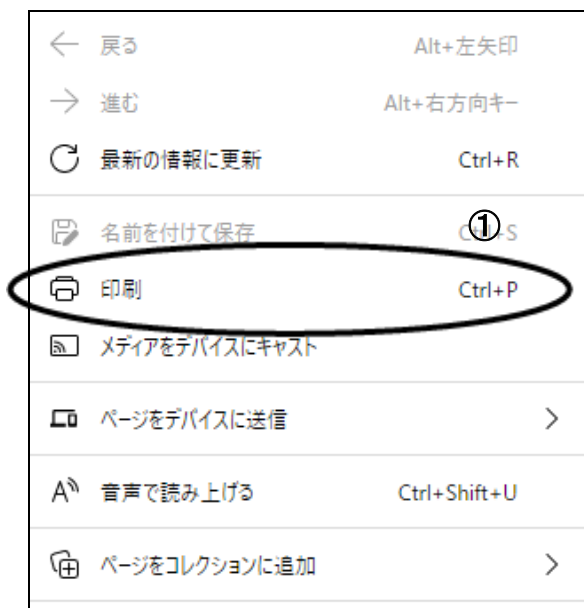 戻る Alt+左矢印
進む Alt+右方向キー
最新の情報に更新 Ctrl+R
①
名前を付けて保存 Ctrl+S
印刷 Ctrl+P
メディアをデバイスにキャスト
ページをデバイスに送信
音声で読み上げる Ctrl+Shift+U
ページをコレクションに追加